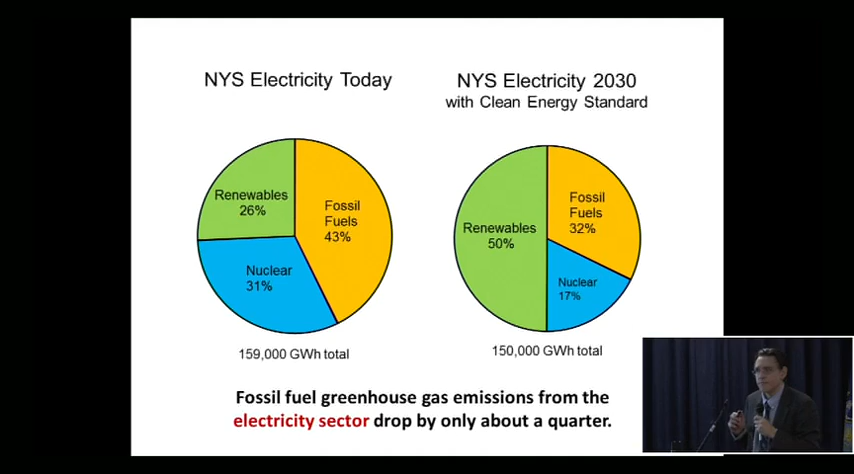 NYS Electricity Today
Renewables
26%
Fossil
Fuels
43%
Nuclear
31%
159,000 GWh total
NYS Electricity 2030
with Clean Energy Standard
Renewables
50%
Fossil
Fuels
32%
Nuclear
17%
150,000 GWh total
Fossil fuel greenhouse gas emissions from the
electricity sector drop by only about a quarter.